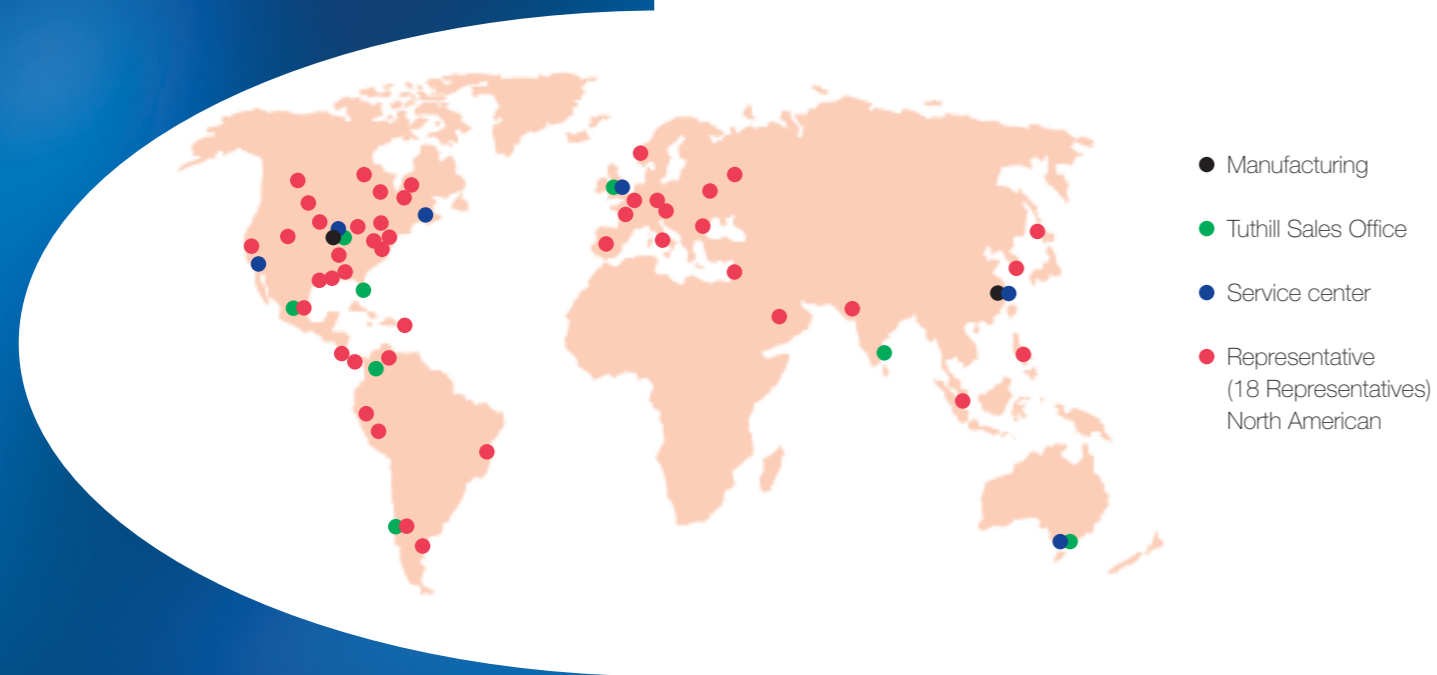 Manufacturing
Tuthill Sales Office
Service center
Representative
(18 Representatives)
North American